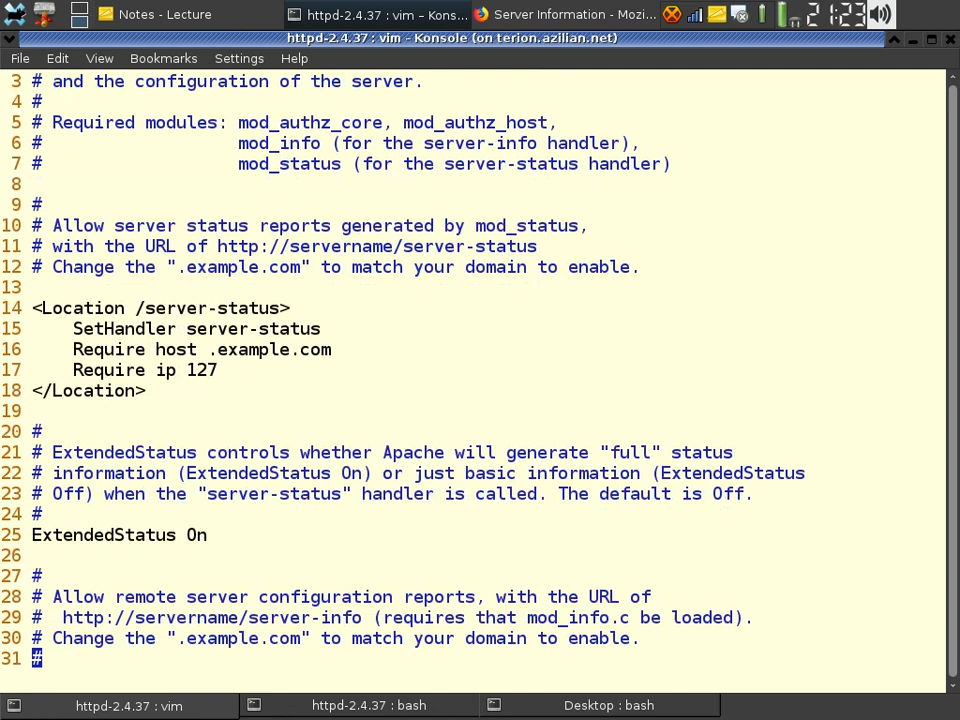 Notes - Lecture
httpd-2.4.37 : vim – Kons...
Server Information - Mozi...
2
1:23
httpd-2.4.37 : vim – Konsole (on terion.azilian.net)
File Edit View Bookmarks Settings Help
3 # and the configuration of the server.
4 #
5 # Required modules: mod_authz_core, mod_authz_host,
6 #                   mod_info (for the server-info handler),
7 #                   mod_status (for the server-status handler)
8
9 #
10 # Allow server status reports generated by mod_status,
11 # with the URL of http://servername/server-status
12 # Change the ".example.com" to match your domain to enable.
13
14 <Location /server-status>
15     SetHandler server-status
16     Require host .example.com
17     Require ip 127
18 </Location>
19
20 #
21 # ExtendedStatus controls whether Apache will generate "full" status
22 # information (ExtendedStatus On) or just basic information (ExtendedStatus
23 # Off) when the "server-status" handler is called. The default is Off.
24 #
25 ExtendedStatus On
26
27 #
28 # Allow remote server configuration reports, with the URL of
29 #  http://servername/server-info (requires that mod_info.c be loaded).
30 # Change the ".example.com" to match your domain to enable.
31 #
httpd-2.4.37 : vim
httpd-2.4.37 : bash
Desktop : bash